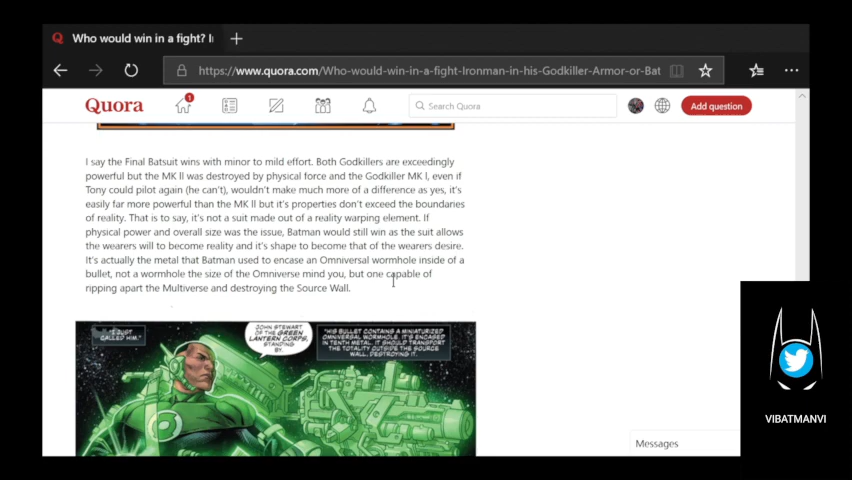 Who would win in a fight? Ir
https://www.quora.com/Who-would-win-in-a-fight-Ironman-in-his-Godkiller-Armor-or-Bat
Quora
1
Search Quora
Add question
I say the Final Batsuit wins with minor to mild effort. Both Godkillers are exceedingly
powerful but the MK II was destroyed by physical force and the Godkiller MK I, even if
Tony could pilot again (he can't), wouldn't make much more of a difference as yes, it's
easily far more powerful than the MK II but it's properties don't exceed the boundaries
of reality. That is to say, it's not a suit made out of a reality warping element. If
physical power and overall size was the issue, Batman would still win as the suit allows
the wearers will to become reality and it's shape to become that of the wearers desire.
It's actually the metal that Batman used to encase an Omniversal wormhole inside of a
bullet, not a wormhole the size of the Omniverse mind you, but one capable of
ripping apart the Multiverse and destroying the Source Wall.
"I JUST
CALLED HIM."
JOHN STEWART
OF THE GREEN
LANTERN CORPS,
STANDING
BY.
"HIS BULLET CONTAINS A MINIATURIZED
OMNIVERSAL WORMHOLE. IT'S ENCASED
IN TENTH METAL. IT SHOULD TRANSPORT
THE TOTALITY OUTSIDE THE SOURCE
WALL, DESTROYING IT.
VIBATMANVI
Messages